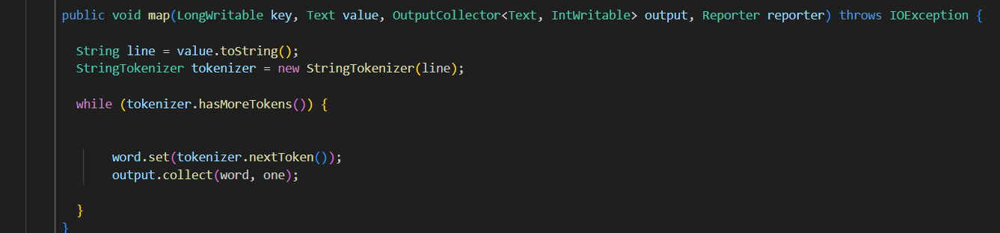 public void map(LongWritable key, Text value, OutputCollector<Text, IntWritable> output, Reporter reporter) throws IOException {
String line = value.toString();
StringTokenizer tokenizer = new StringTokenizer(line);
while (tokenizer.hasMoreTokens()) {
word.set(tokenizer.nextToken());
output.collect(word, one);
}
}